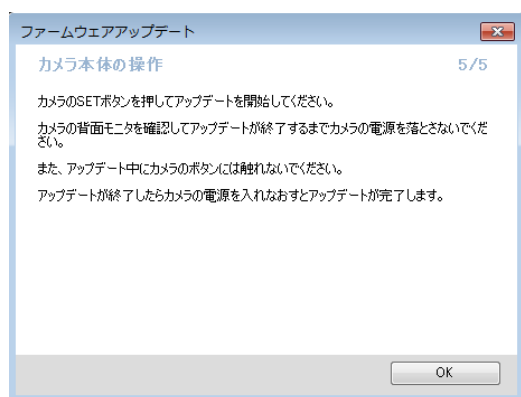 ファームウェアアップデート
カメラ本体の操作 5/5
カメラのSETボタンを押してアップデートを開始してください。
カメラの背面モニタを確認してアップデートが終了するまでカメラの電源を落とさないでくだ
さい。
また、アップデート中にカメラのボタンには触れないでください。
アップデートが終了したらカメラの電源を入れなおすとアップデートが完了します。
OK